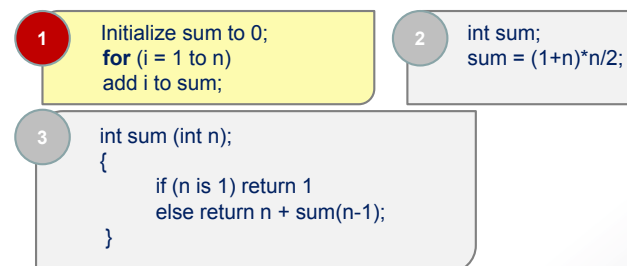 1
Initialize sum to 0;
for (i = 1 to n)
add i to sum;
2
int sum;
sum = (1+n)*n/2;
3
int sum (int n);
{
if (n is 1) return 1
else return n + sum(n-1);
}